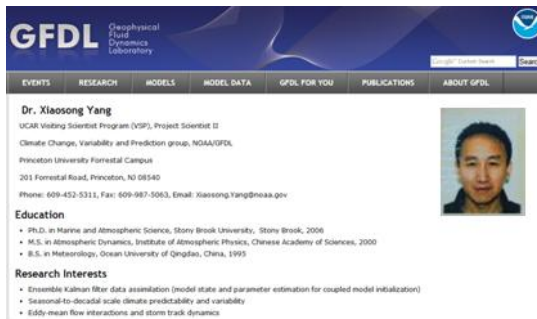 GFDL
Geophysical
Fluid
Dynamics
Laboratory
NOAA
Google™ Custom Search
Searc
EVENTS RESEARCH MODELS MODEL DATA GFDL FOR YOU PUBLICATIONS ABOUT GFDL
Dr. Xiaosong Yang
UCAR Visiting Scientist Program (VSP), Project Scientist II
Climate Change, Variability and Prediction group, NOAA/GFDL
Princeton University Forrestal Campus
201 Forrestal Road, Princeton, NJ 08540
Phone: 609-452-5311, Fax: 609-987-5063, Email: Xiaosong.Yang@noaa.gov
Education
• Ph.D. in Marine and Atmospheric Science, Stony Brook University, Stony Brook, 2006
• M.S. in Atmospheric Dynamics, Institute of Atmospheric Physics, Chinese Academy of Sciences, 2000
• B.S. in Meteorology, Ocean University of Qingdao, China, 1995
Research Interests
• Ensemble Kalman filter data assimilation (model state and parameter estimation for coupled model initialization)
• Seasonal-to-decadal scale climate predictability and variability
• Eddy-mean flow interactions and storm track dynamics